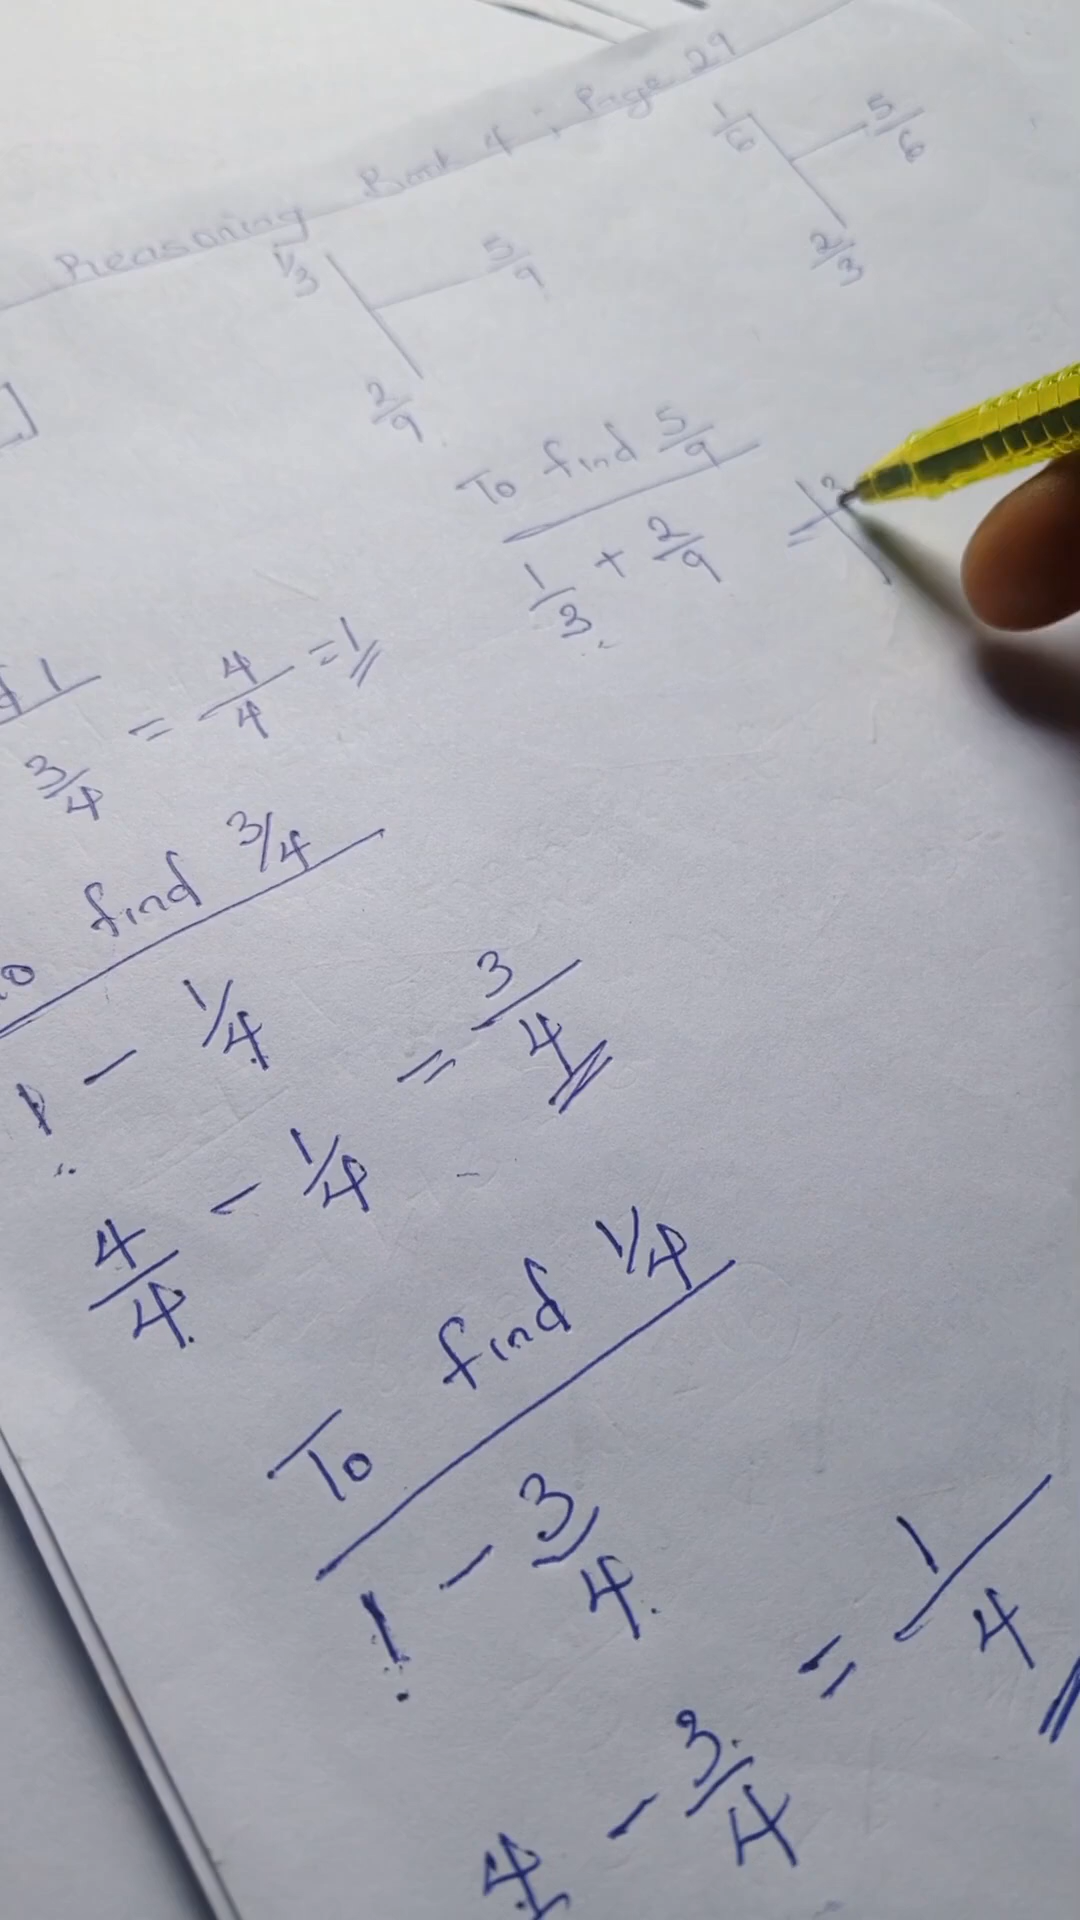 Reasoning Book 4; Page 29
1/3 5/9
2/9
1/6 5/6
2/3
To find 5/9
1/3 + 2/9 = 3
1
3/4 = 4/4 = 1
find 3/4
1 - 1/4 = 3/4
4/4 - 1/4
To find 1/4
1 - 3/4 = 1/4
4 - 3/4